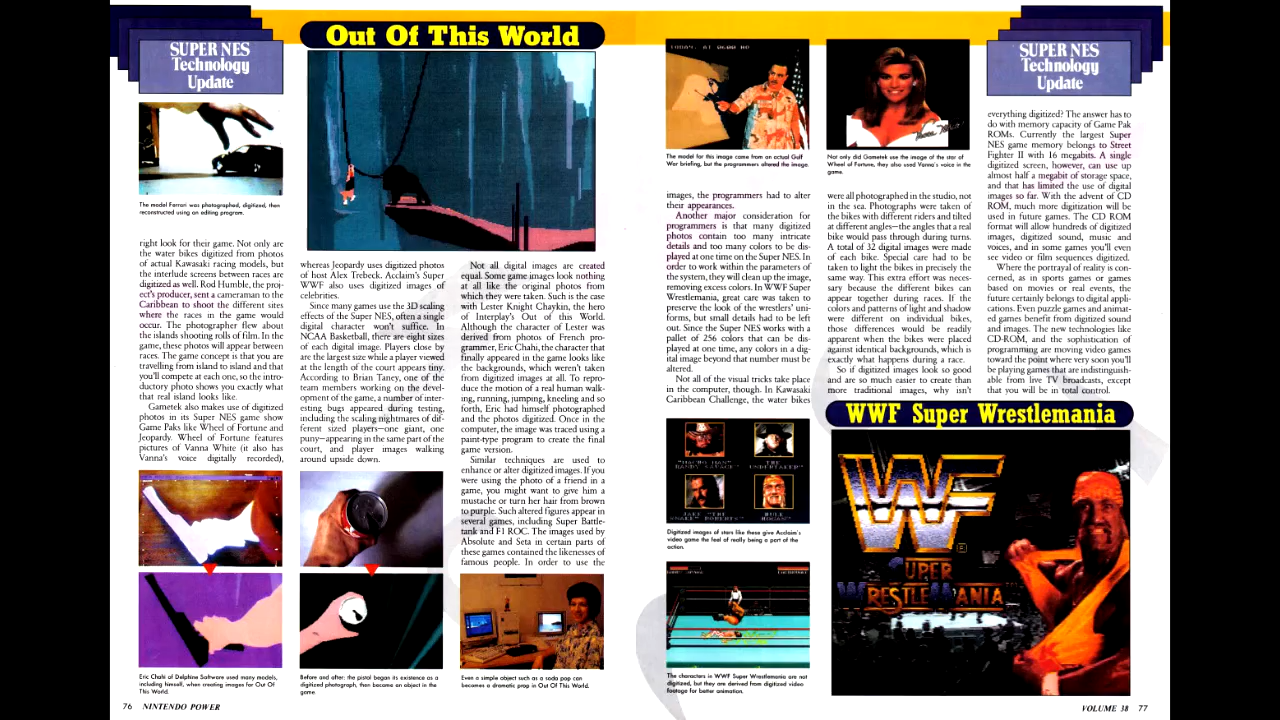 SUPER NES
Technology
Update
Out Of This World
The model Ferrari was photographed, digitized, then
reconstructed using an editing program.
right look for their game. Not only are
the water bikes digitized from photos
of actual Kawasaki racing models, but
the interlude screens between races are
digitized as well. Rod Humble, the proj-
ect's producer, sent a cameraman to the
Caribbean to shoot the different sites
where the races in the game would
occur. The photographer flew about
the islands shooting rolls of film. In the
game, these photos will appear between
races. The game concept is that you are
travelling from island to island and that
you'll compete at each one, so the intro-
ductory photo shows you exactly what
that real island looks like.
Gametek also makes use of digitized
photos in its Super NES game show
Game Paks like Wheel of Fortune and
Jeopardy. Wheel of Fortune features
pictures of Vanna White (it also has
Vanna's voice digitally recorded),
Eric Chahi of Delphine Software used many models,
including himself, when creating images for Out Of
This World.
whereas Jeopardy uses digitized photos
of host Alex Trebeck. Acclaim's Super
WWF also uses digitized images of
celebrities.
Since many games use the 3D scaling
effects of the Super NES, often a single
digital character won't suffice. In
NCAA Basketball, there are eight sizes
of each digital image. Players close by
are the largest size while a player viewed
at the length of the court appears tiny.
According to Brian Taney, one of the
team members working on the devel-
opment of the game, a number of inter-
esting bugs appeared during testing,
including the scaling nightmares of dif-
ferent sized players—one giant, one
puny—appearing in the same part of the
court, and player images walking
around upside down.
Before and after: the pistol began its existence as a
digitized photograph, then became an object in the
game.
Not all digital images are created
equal. Some game images look nothing
at all like the original photos from
which they were taken. Such is the case
with Lester Knight Chaykin, the hero
of Interplay's Out of this World.
Although the character of Lester was
derived from photos of French pro-
grammer, Eric Chahi, the character that
finally appeared in the game looks like
the backgrounds, which weren't taken
from digitized images at all. To repro-
duce the motion of a real human walk-
ing, running, jumping, kneeling and so
forth, Eric had himself photographed
and the photos digitized. Once in the
computer, the image was traced using a
paint-type program to create the final
game version.
Similar techniques are used to
enhance or alter digitized images. If you
were using the photo of a friend in a
game, you might want to give him a
mustache or turn her hair from brown
to purple. Such altered figures appear in
several games, including Super Battle-
tank and F1 ROC. The images used by
Absolute and Seta in certain parts of
these games contained the likenesses of
famous people. In order to use the
Even a simple object such as a soda pop can
becomes a dramatic prop in Out Of This World.
76 NINTENDO POWER
The model for this image came from an actual Gulf
War briefing, but the programmers altered the image.
images, the programmers had to alter
their appearances.
Another major consideration for
programmers is that many digitized
photos contain too many intricate
details and too many colors to be dis-
played at one time on the Super NES. In
order to work within the parameters of
the system, they will clean up the image,
removing excess colors. In WWF Super
Wrestlemania, great care was taken to
preserve the look of the wrestlers' uni-
forms, but small details had to be left
out. Since the Super NES works with a
pallet of 256 colors that can be dis-
played at one time, any colors in a dig-
ital image beyond that number must be
altered.
Not all of the visual tricks take place
in the computer, though. In Kawasaki
Caribbean Challenge, the water bikes
"MACHO MAN"
RANDY SAVAGE
THE
UNDERTAKER
JAKE "THE
SNAKE" ROBERTS
HULK
HOGAN
Digitized images of stars like these give Acclaim's
video game the feel of really being a part of the
action.
The characters in WWF Super Wrestlemania are not
digitized, but they are derived from digitized video
footage for better animation.
Not only did Gametek use the image of the star of
Wheel of Fortune, they also used Vanna's voice in the
game.
were all photographed in the studio, not
in the sea. Photographs were taken of
the bikes with different riders and tilted
at different angles—the angles that a real
bike would pass through during turns.
A total of 32 digital images were made
of each bike. Special care had to be
taken to light the bikes in precisely the
same way. This extra effort was neces-
sary because the different bikes can
appear together during races. If the
colors and patterns of light and shadow
were different on individual bikes,
those differences would be readily
apparent when the bikes were placed
against identical backgrounds, which is
exactly what happens during a race.
So if digitized images look so good
and are so much easier to create than
more traditional images, why isn't
SUPER NES
Technology
Update
everything digitized? The answer has to
do with memory capacity of Game Pak
ROMs. Currently the largest Super
NES game memory belongs to Street
Fighter II with 16 megabits. A single
digitized screen, however, can use up
almost half a megabit of storage space,
and that has limited the use of digital
images so far. With the advent of CD
ROM, much more digitization will be
used in future games. The CD ROM
format will allow hundreds of digitized
images, digitized sound, music and
voices, and in some games you'll even
see video or film sequences digitized.
Where the portrayal of reality is con-
cerned, as in sports games or games
based on movies or real events, the
future certainly belongs to digital appli-
cations. Even puzzle games and animat-
ed games benefit from digitized sound
and images. The new technologies like
CD-ROM, and the sophistication of
programming are moving video games
toward the point where very soon you'll
be playing games that are indistinguish-
able from live TV broadcasts, except
that you will be in total control.
WWF Super Wrestlemania
WWF
SUPER
WRESTLEMANIA
VOLUME 38 77